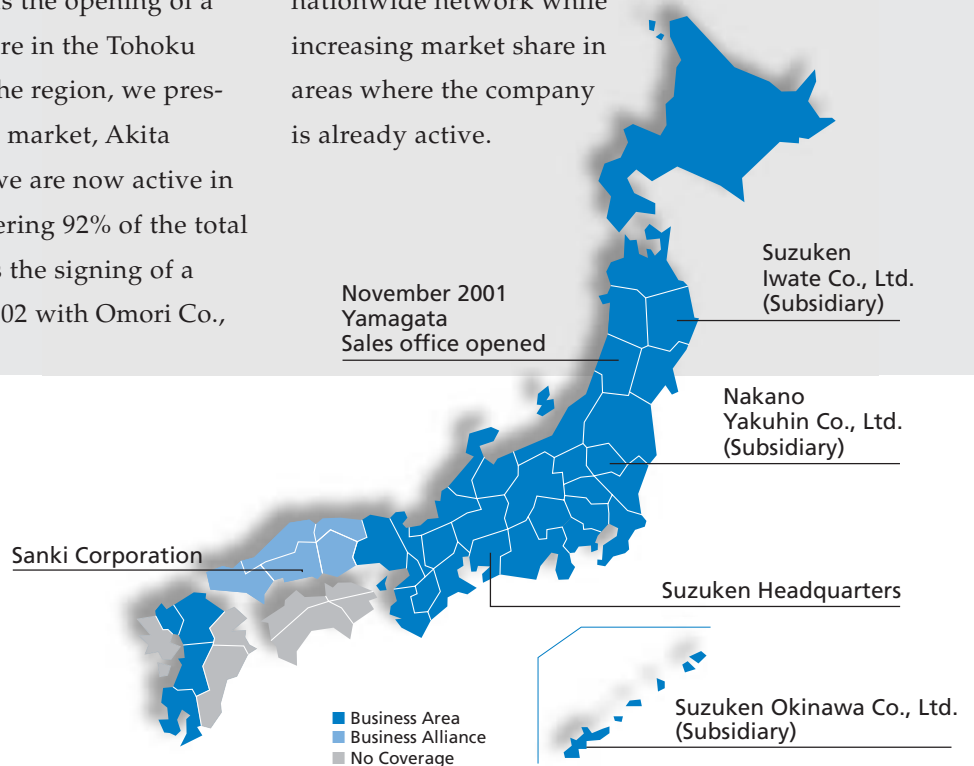 s the opening of a
re in the Tohoku
he region, we pres-
market, Akita
we are now active in
ering 92% of the total
s the signing of a
02 with Omori Co.,
nationwide network while
increasing market share in
areas where the company
is already active.
Suzuken
Iwate Co., Ltd.
(Subsidiary)
November 2001
Yamagata
Sales office opened
Nakano
Yakuhin Co., Ltd.
(Subsidiary)
Sanki Corporation
Suzuken Headquarters
Suzuken Okinawa Co., Ltd.
(Subsidiary)
Business Area
Business Alliance
No Coverage